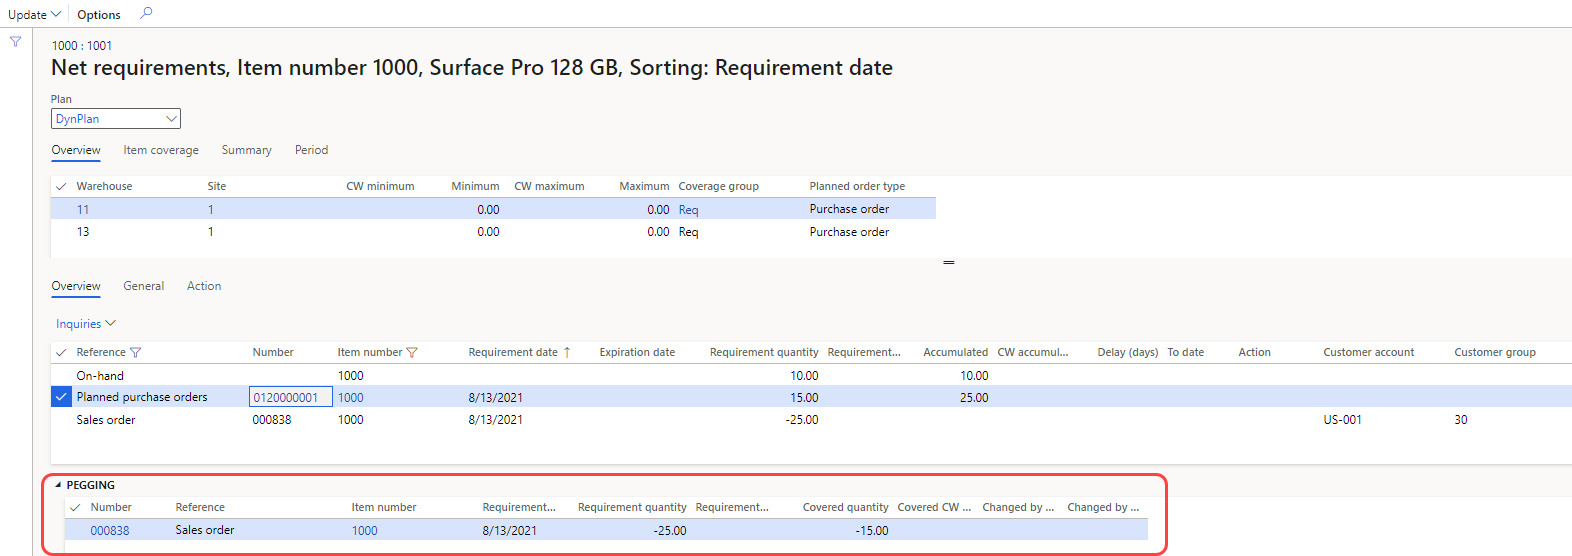 Update Options
1000 : 1001
Net requirements, Item number 1000, Surface Pro 128 GB, Sorting: Requirement date
Plan
DynPlan
Overview Item coverage Summary Period
Warehouse Site CW minimum Minimum CW maximum Maximum Coverage group Planned order type
11 1 0.00 0.00 Req Purchase order
13 1 0.00 0.00 Req Purchase order
Overview General Action
Inquiries
Reference Number Item number Requirement date Expiration date Requirement quantity Requirement... Accumulated CW accumul... Delay (days) To date Action Customer account Customer group
On-hand 1000 10.00 10.00
Planned purchase orders 0120000001 1000 8/13/2021 15.00 25.00
Sales order 000838 1000 8/13/2021 -25.00 US-001 30
PEGGING
Number Reference Item number Requirement... Requirement quantity Requirement... Covered quantity Covered CW ... Changed by ... Changed by ...
000838 Sales order 1000 8/13/2021 -25.00 -15.00